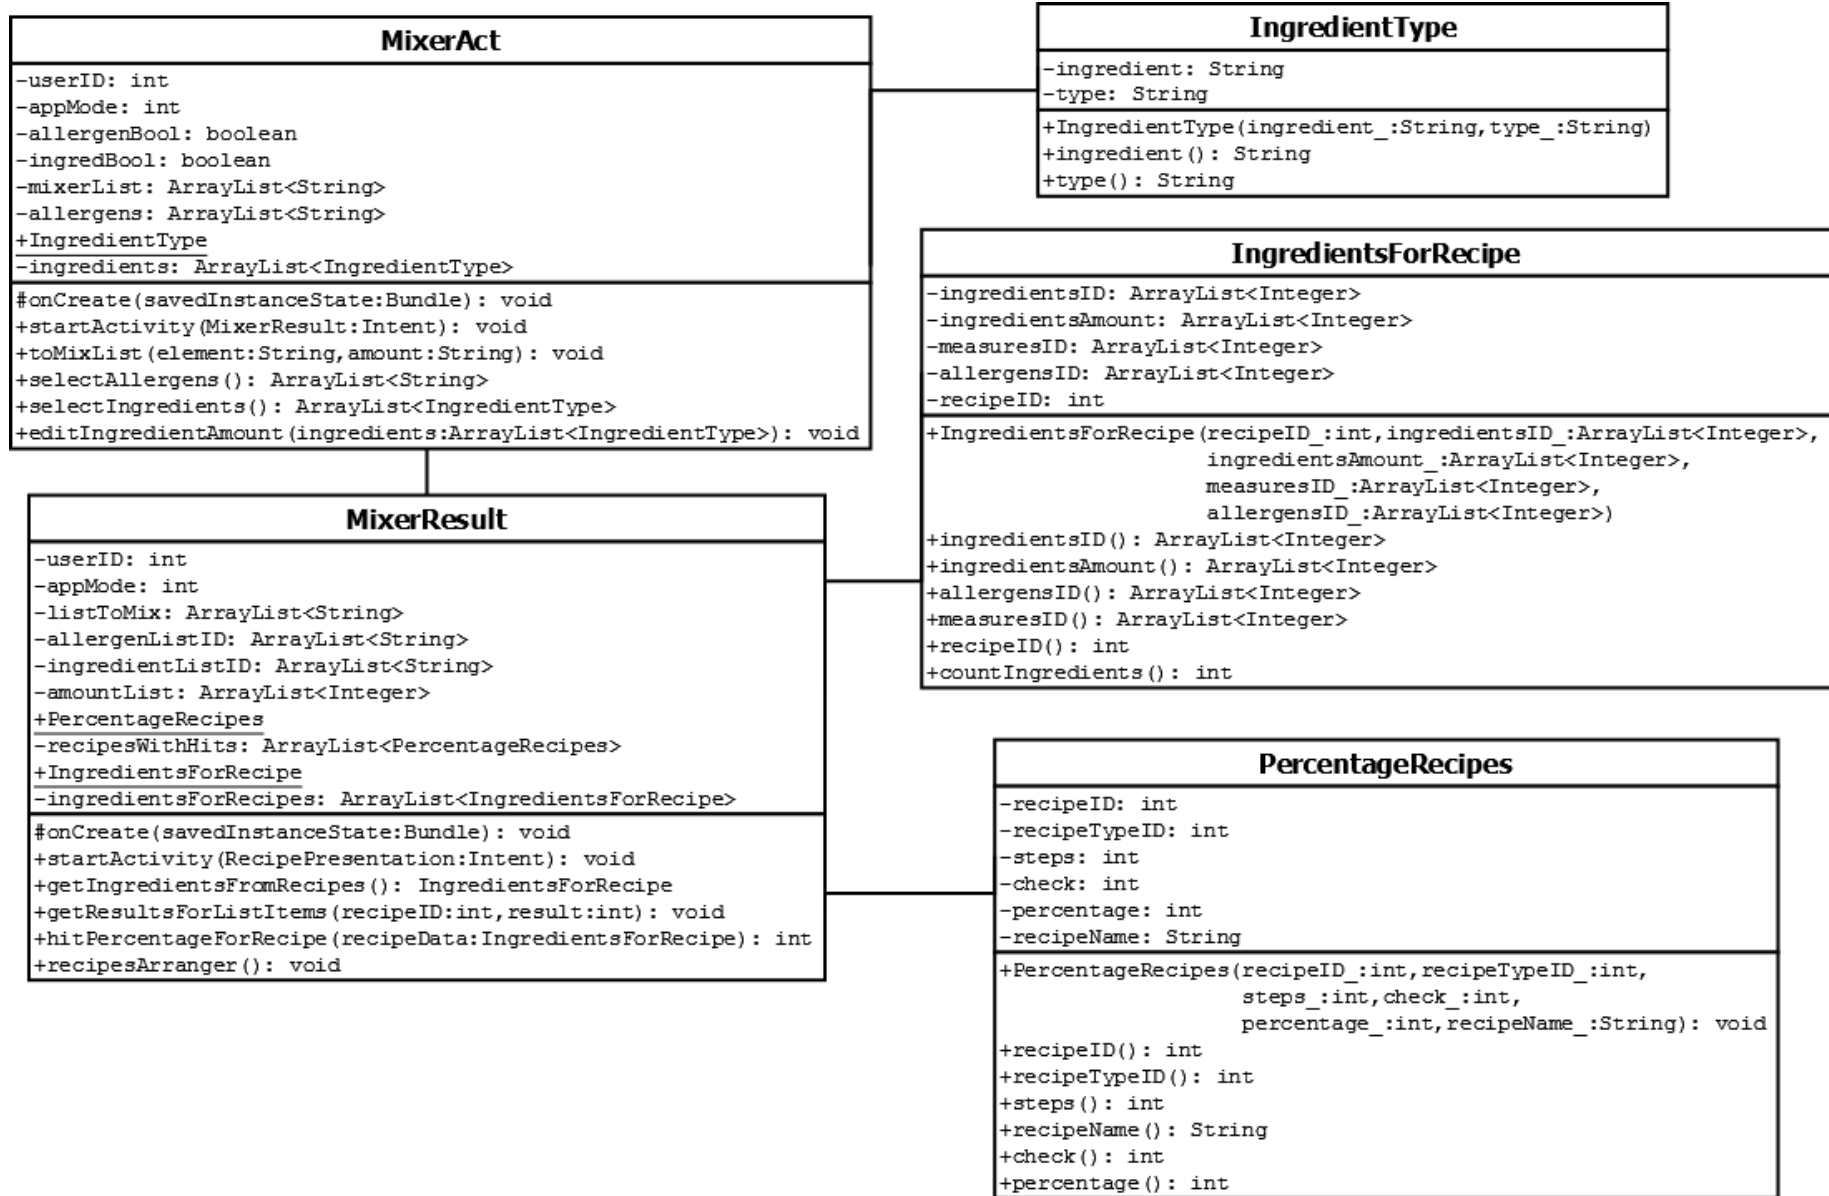 MixerAct
-userID: int
-appMode: int
-allergenBool: boolean
-ingredBool: boolean
-mixerList: ArrayList<String>
-allergens: ArrayList<String>
+IngredientType
-ingredients: ArrayList<IngredientType>
#onCreate(savedInstanceState:Bundle): void
+startActivity(MixerResult:Intent): void
+toMixList(element:String,amount:String): void
+selectAllergens(): ArrayList<String>
+selectIngredients(): ArrayList<IngredientType>
+editIngredientAmount(ingredients:ArrayList<IngredientType>): void
IngredientType
-ingredient: String
-type: String
+IngredientType(ingredient_:String,type_:String)
+ingredient(): String
+type(): String
IngredientsForRecipe
-ingredientsID: ArrayList<Integer>
-ingredientsAmount: ArrayList<Integer>
-measuresID: ArrayList<Integer>
-allergensID: ArrayList<Integer>
-recipeID: int
+IngredientsForRecipe(recipeID_:int,ingredientsID_:ArrayList<Integer>,
ingredientsAmount_:ArrayList<Integer>,
measuresID_:ArrayList<Integer>,
allergensID_:ArrayList<Integer>)
+ingredientsID(): ArrayList<Integer>
+ingredientsAmount(): ArrayList<Integer>
+allergensID(): ArrayList<Integer>
+measuresID(): ArrayList<Integer>
+recipeID(): int
+countIngredients(): int
MixerResult
-userID: int
-appMode: int
-listToMix: ArrayList<String>
-allergenListID: ArrayList<String>
-ingredientListID: ArrayList<String>
-amountList: ArrayList<Integer>
+PercentageRecipes
-recipesWithHits: ArrayList<PercentageRecipes>
+IngredientsForRecipe
-ingredientsForRecipes: ArrayList<IngredientsForRecipe>
#onCreate(savedInstanceState:Bundle): void
+startActivity(RecipePresentation:Intent): void
+getIngredientsFromRecipes(): IngredientsForRecipe
+getResultsForListItems(recipeID:int,result:int): void
+hitPercentageForRecipe(recipeData:IngredientsForRecipe): int
+recipesArranger(): void
PercentageRecipes
-recipeID: int
-recipeTypeID: int
-steps: int
-check: int
-percentage: int
-recipeName: String
+PercentageRecipes(recipeID_:int,recipeTypeID_:int,
steps_:int,check_:int,
percentage_:int,recipeName_:String): void
+recipeID(): int
+recipeTypeID(): int
+steps(): int
+recipeName(): String
+check(): int
+percentage(): int